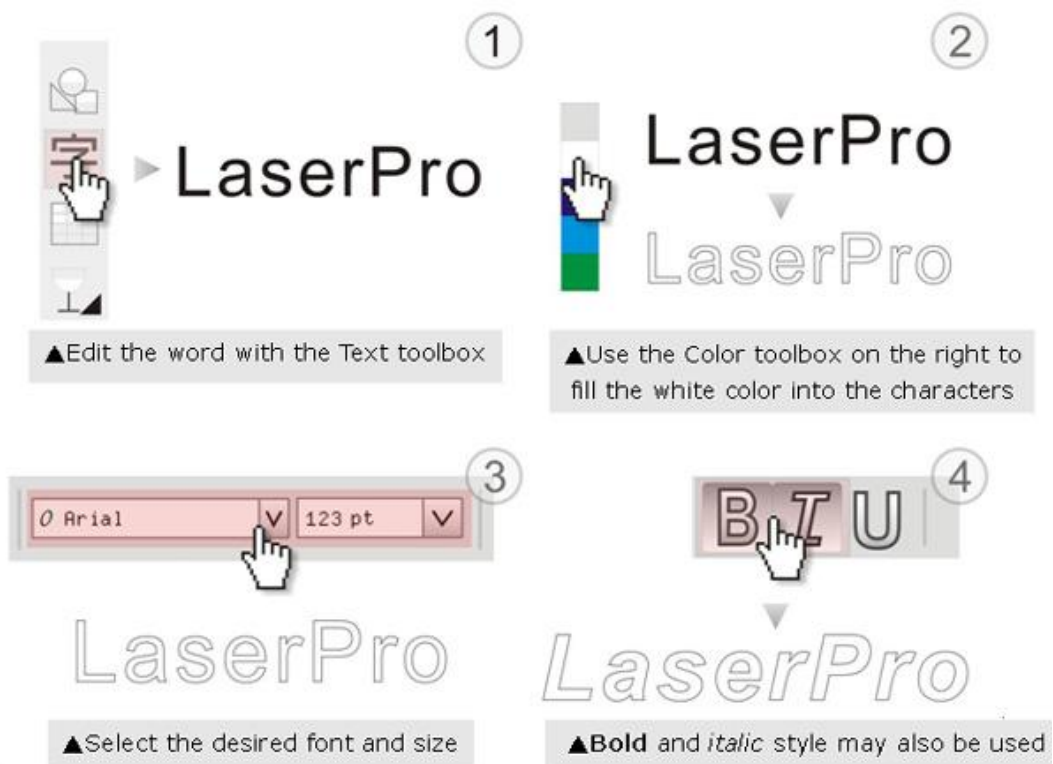 1
字
LaserPro
▲Edit the word with the Text toolbox
2
LaserPro
LaserPro
▲Use the Color toolbox on the right to
fill the white color into the characters
3
O Arial
123 pt
LaserPro
▲Select the desired font and size
4
B I U
LaserPro
▲Bold and italic style may also be used